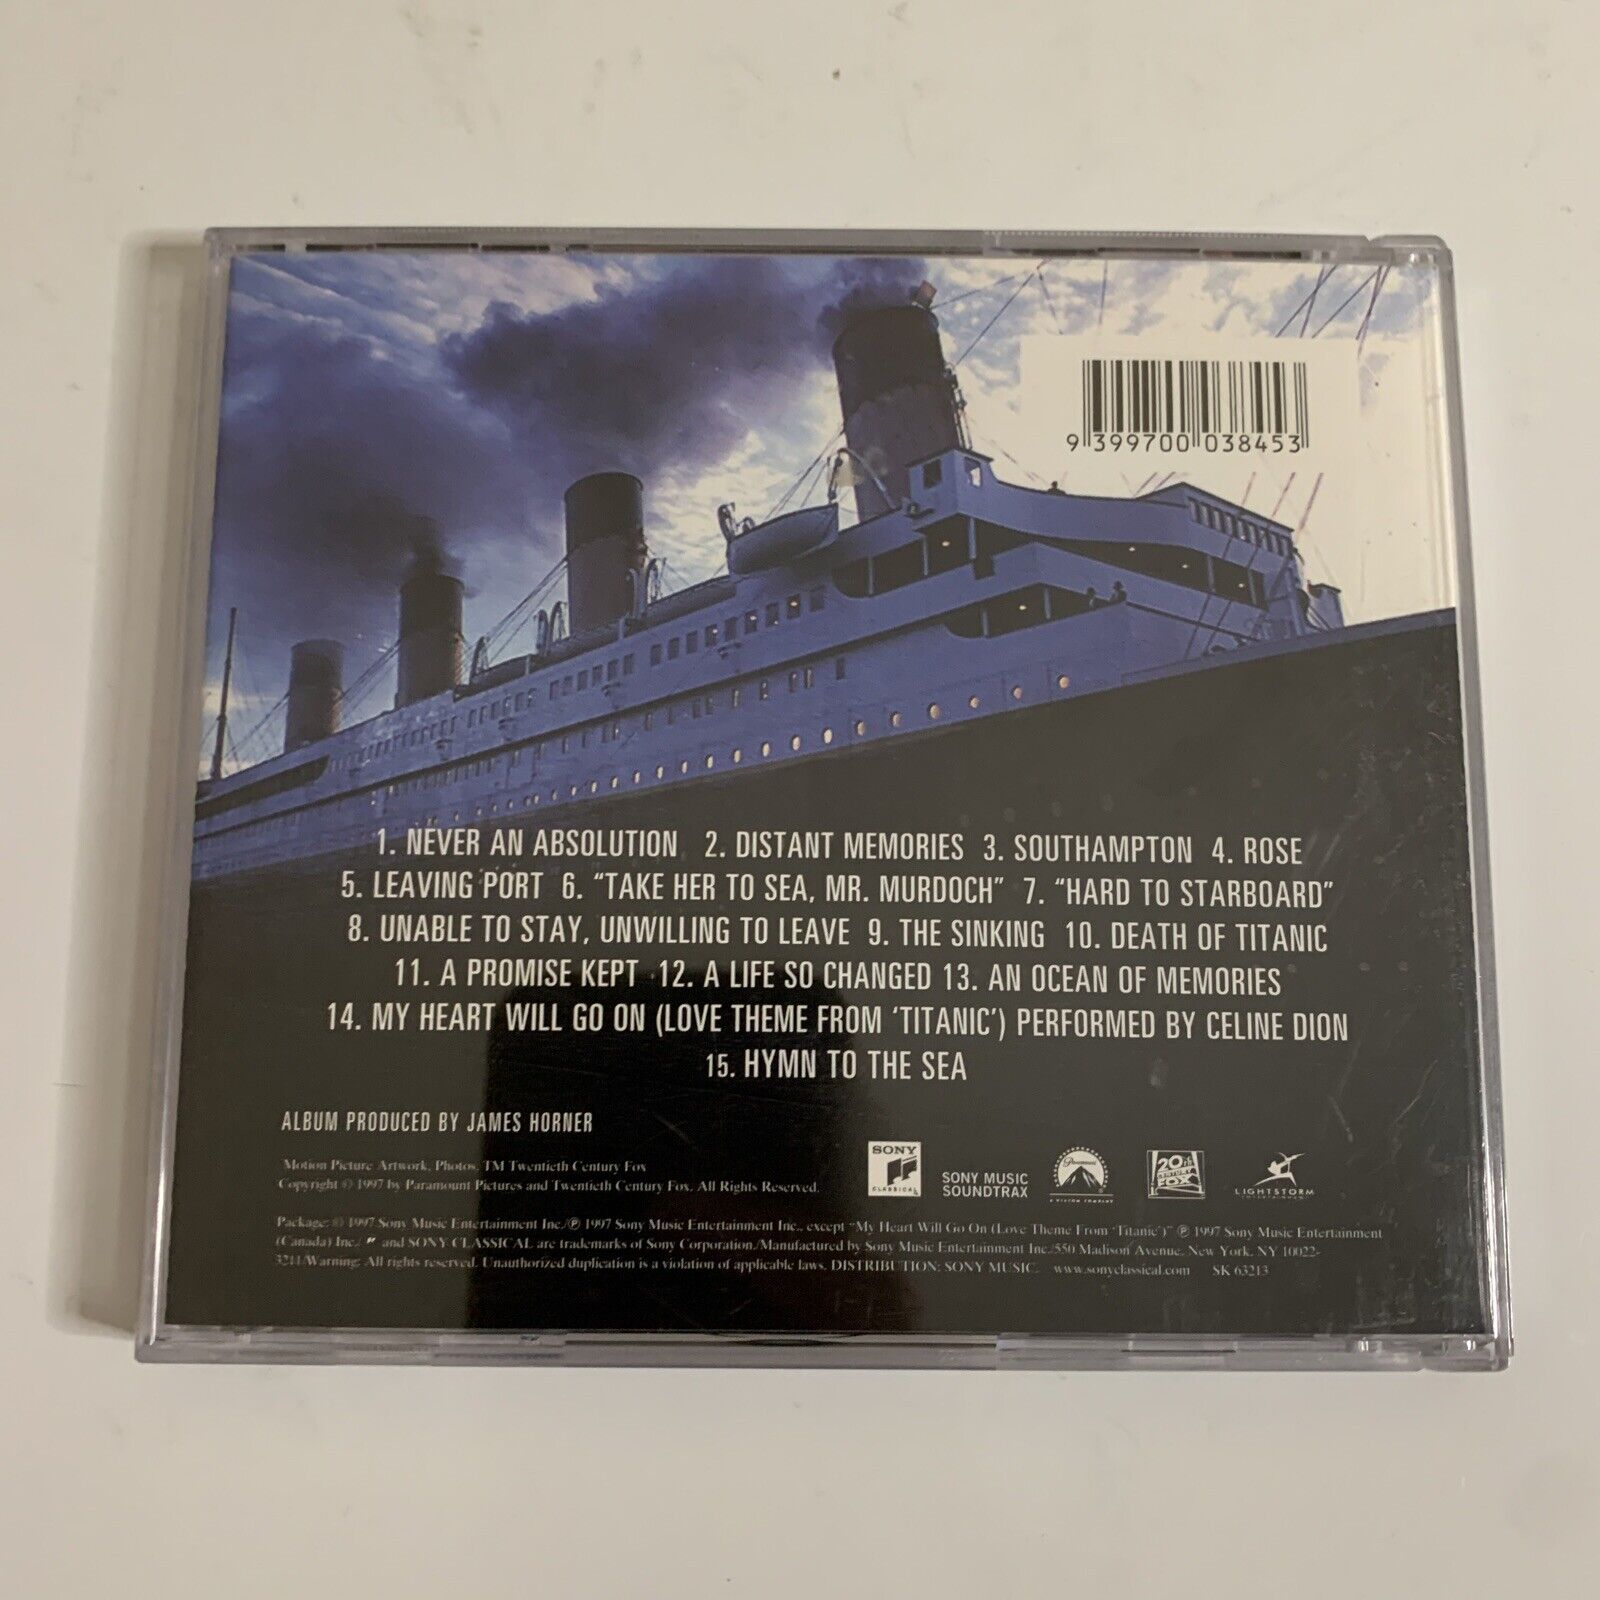 9 399700 038453
1. NEVER AN ABSOLUTION 2. DISTANT MEMORIES 3. SOUTHAMPTON 4. ROSE
5. LEAVING PORT 6. "TAKE HER TO SEA, MR. MURDOCH" 7. "HARD TO STARBOARD"
8. UNABLE TO STAY, UNWILLING TO LEAVE 9. THE SINKING 10. DEATH OF TITANIC
11. A PROMISE KEPT 12. A LIFE SO CHANGED 13. AN OCEAN OF MEMORIES
14. MY HEART WILL GO ON (LOVE THEME FROM 'TITANIC') PERFORMED BY CELINE DION
15. HYMN TO THE SEA
ALBUM PRODUCED BY JAMES HORNER
Motion Picture Artwork, Photos, TM Twentieth Century Fox
Copyright © 1997 by Paramount Pictures and Twentieth Century Fox. All Rights Reserved.
SONY
CLASSICAL
SONY MUSIC
SOUNDTRAX
Paramount
A VIACOM COMPANY
20th
CENTURY
FOX
LIGHTSTORM
ENTERTAINMENT
Package: © 1997 Sony Music Entertainment Inc./℗ 1997 Sony Music Entertainment Inc., except "My Heart Will Go On (Love Theme From 'Titanic')" ℗ 1997 Sony Music Entertainment
(Canada) Inc./ and SONY CLASSICAL are trademarks of Sony Corporation./Manufactured by Sony Music Entertainment Inc./550 Madison Avenue, New York, NY 10022-
3211/Warning: All rights reserved. Unauthorized duplication is a violation of applicable laws. DISTRIBUTION: SONY MUSIC. www.sonyclassical.com SK 63213